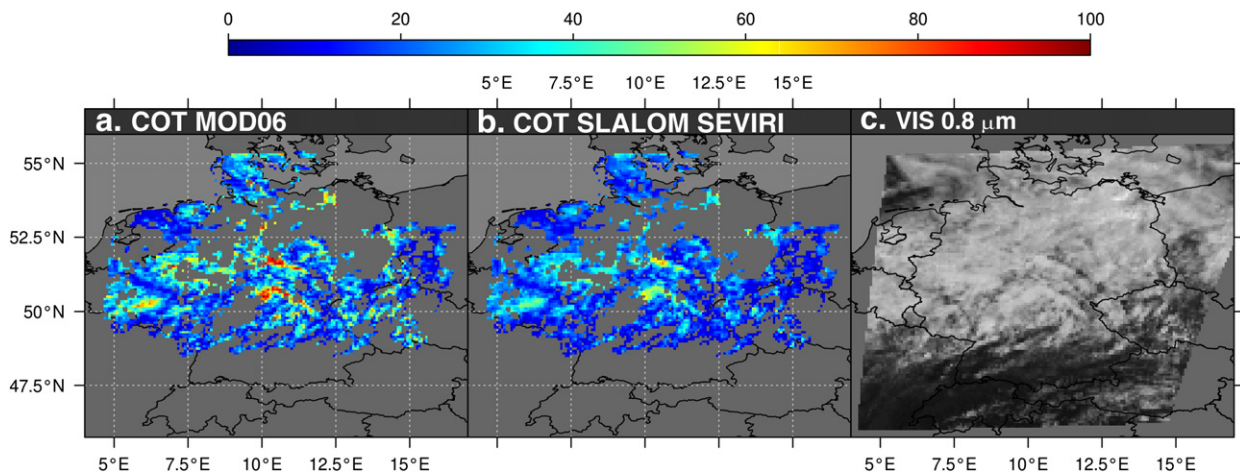 0 20 40 60 80 100
5°E 7.5°E 10°E 12.5°E 15°E
a. COT MOD06 b. COT SLALOM SEVIRI c. VIS 0.8 μm
55°N
52.5°N
50°N
47.5°N
5°E 7.5°E 10°E 12.5°E 15°E 5°E 7.5°E 10°E 12.5°E 15°E